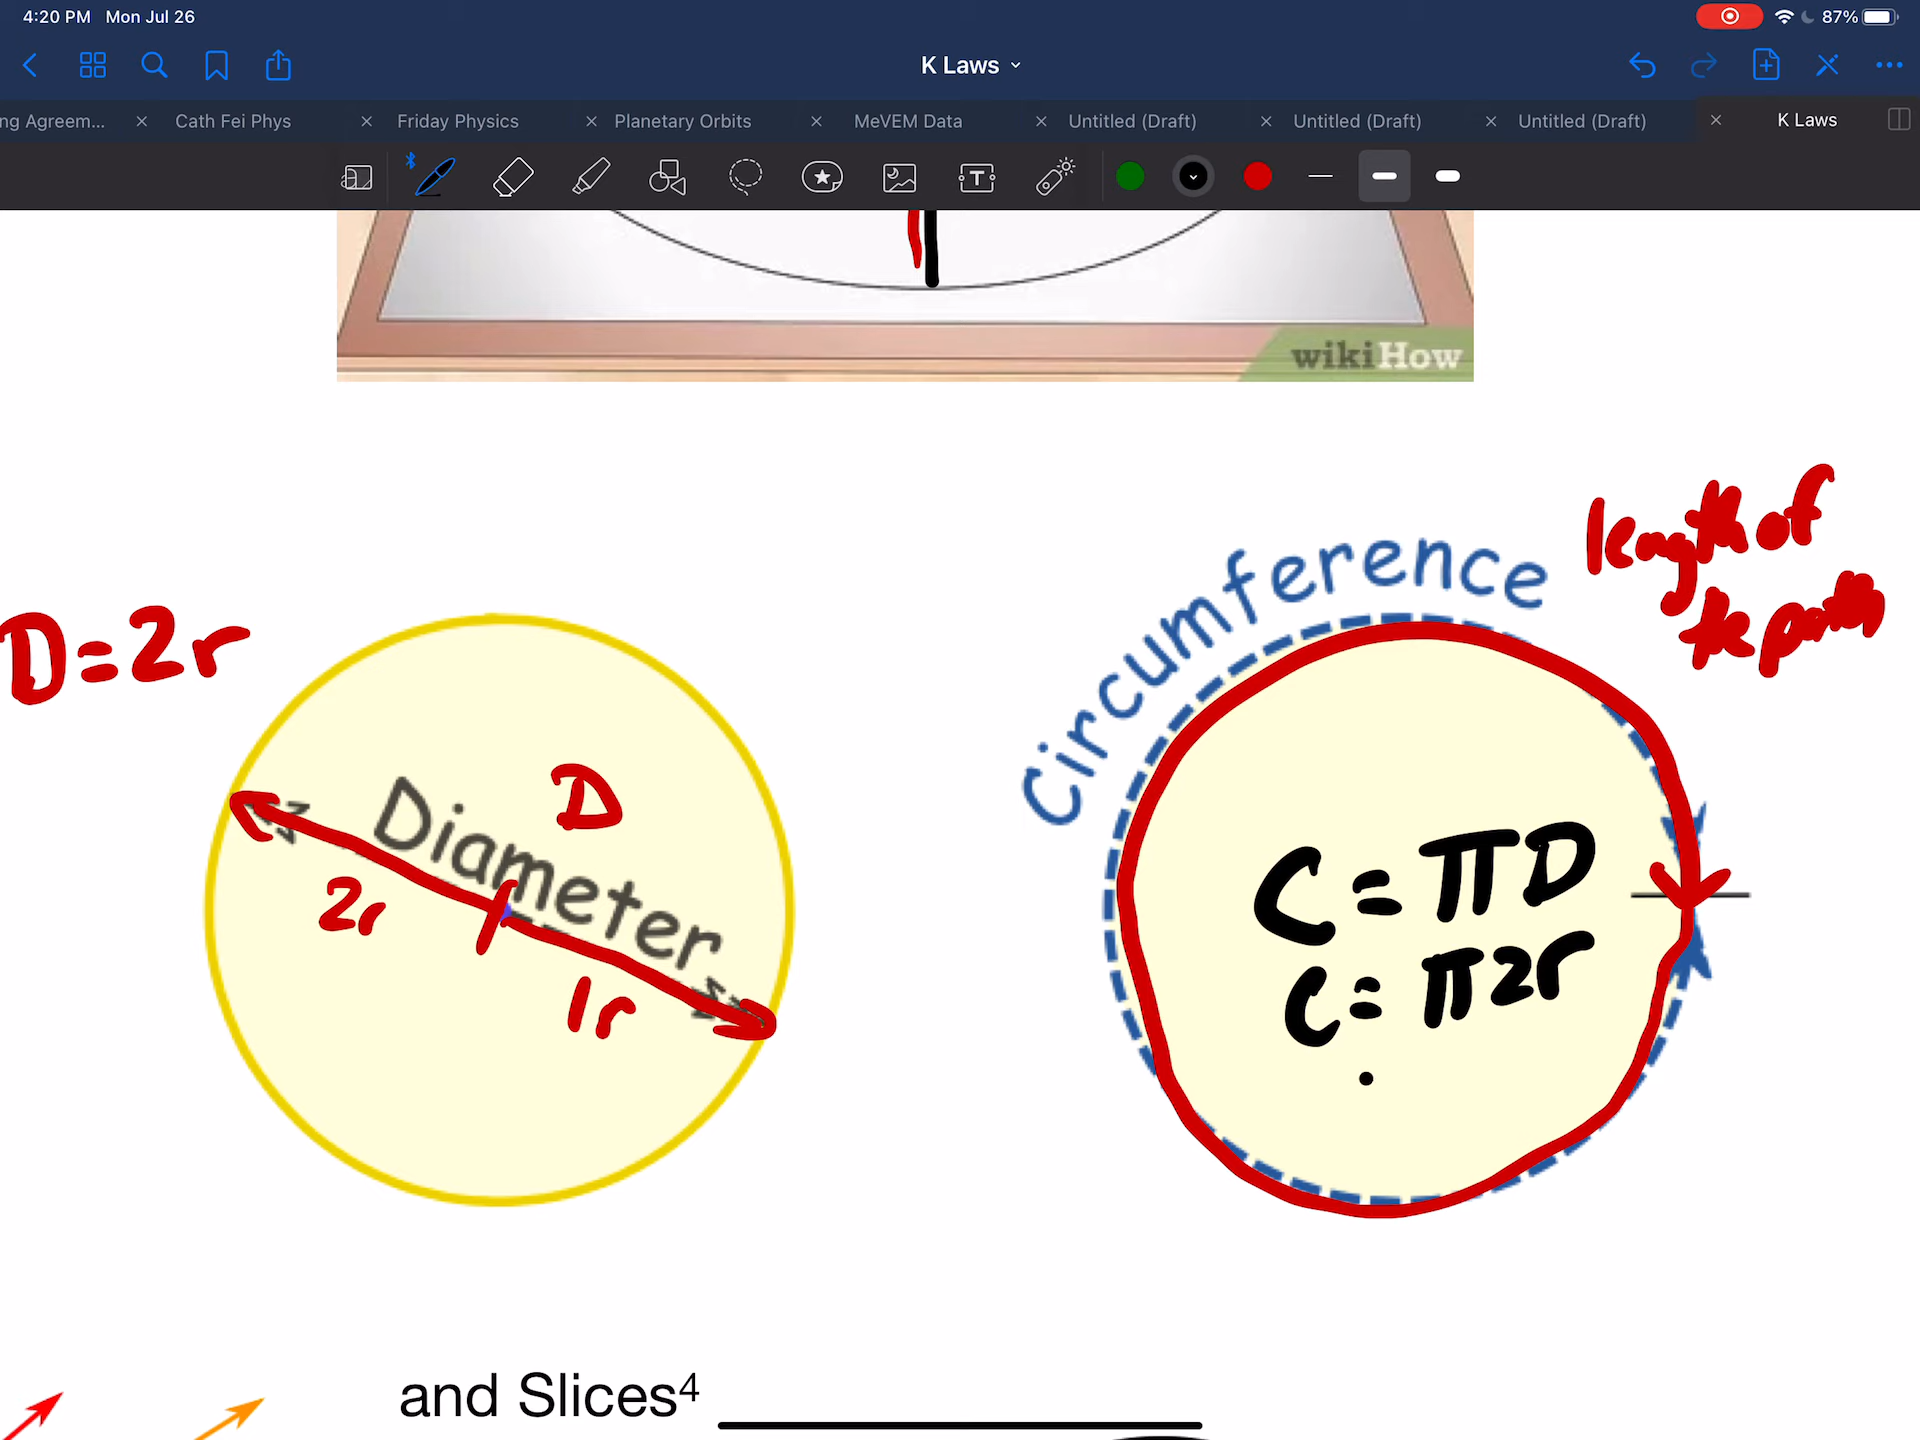 4:20 PM Mon Jul 26
87%
K Laws
ng Agreem...
Cath Fei Phys
Friday Physics
Planetary Orbits
MeVEM Data
Untitled (Draft)
Untitled (Draft)
Untitled (Draft)
K Laws
T
wikiHow
length of
the path
Circumference
D=2r
D
Diameter
2r
1r
C=πD
C=π2r
and Slices⁴